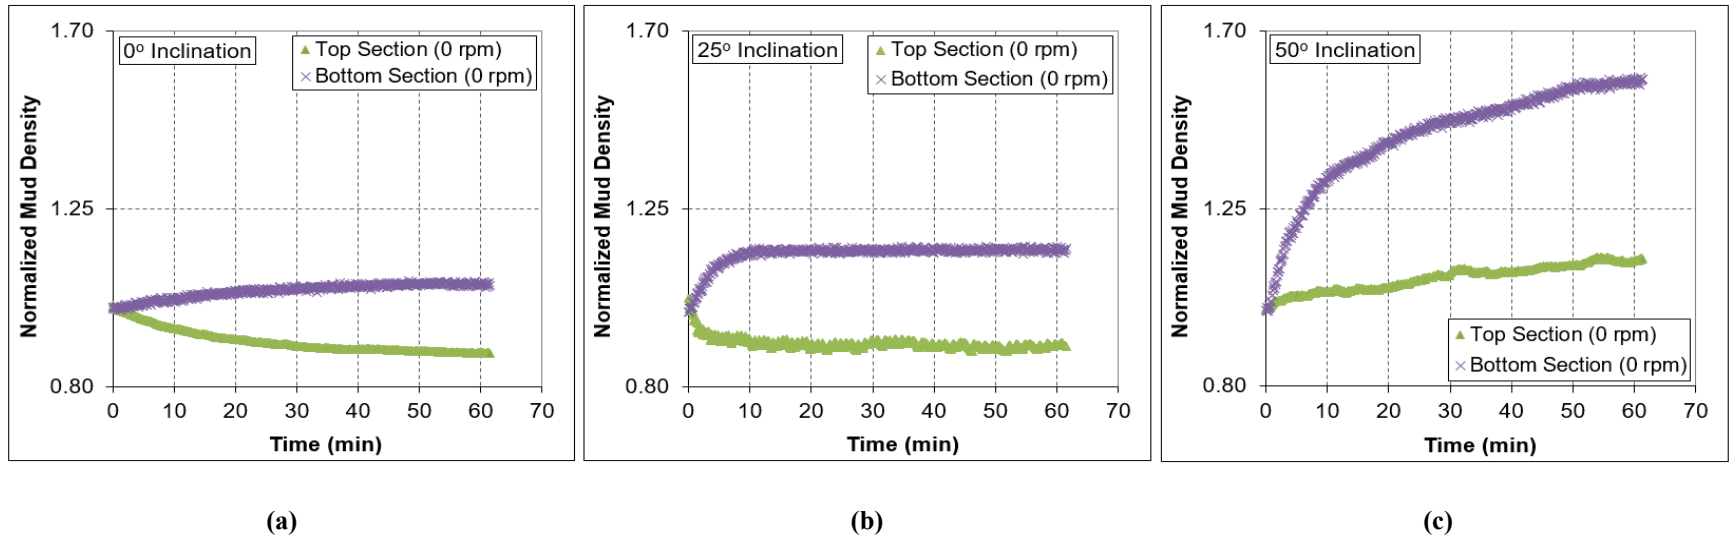 1.70
0º Inclination
Top Section (0 rpm)
Bottom Section (0 rpm)
Normalized Mud Density
1.25
0.80
0 10 20 30 40 50 60 70
Time (min)
(a)
1.70
25º Inclination
Top Section (0 rpm)
Bottom Section (0 rpm)
Normalized Mud Density
1.25
0.80
0 10 20 30 40 50 60 70
Time (min)
(b)
1.70
50º Inclination
Normalized Mud Density
1.25
Top Section (0 rpm)
Bottom Section (0 rpm)
0.80
0 10 20 30 40 50 60 70
Time (min)
(c)